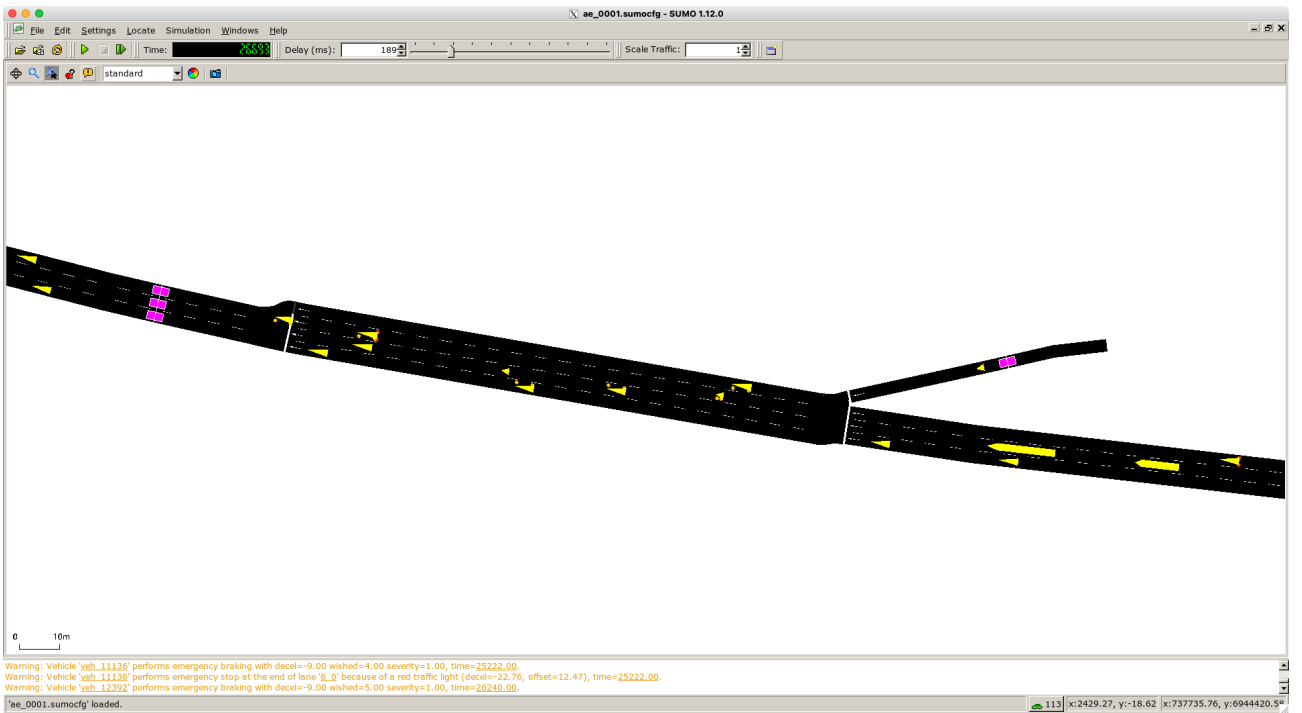 ae_0001.sumocfg - SUMO 1.12.0
File Edit Settings Locate Simulation Windows Help
Time: Delay (ms): 189 Scale Traffic: 1
standard
0 10m
Warning: Vehicle 'veh_11136' performs emergency braking with decel=-9.00 wished=4.00 severity=1.00, time=25222.00.
Warning: Vehicle 'veh_11136' performs emergency stop at the end of lane '6_0' because of a red traffic light (decel=-22.76, offset=12.47), time=25222.00.
Warning: Vehicle 'veh_12392' performs emergency braking with decel=-9.00 wished=5.00 severity=1.00, time=26240.00.
'ae_0001.sumocfg' loaded. 113 x:2429.27, y:-18.62 x:737735.76, y:6944420.5